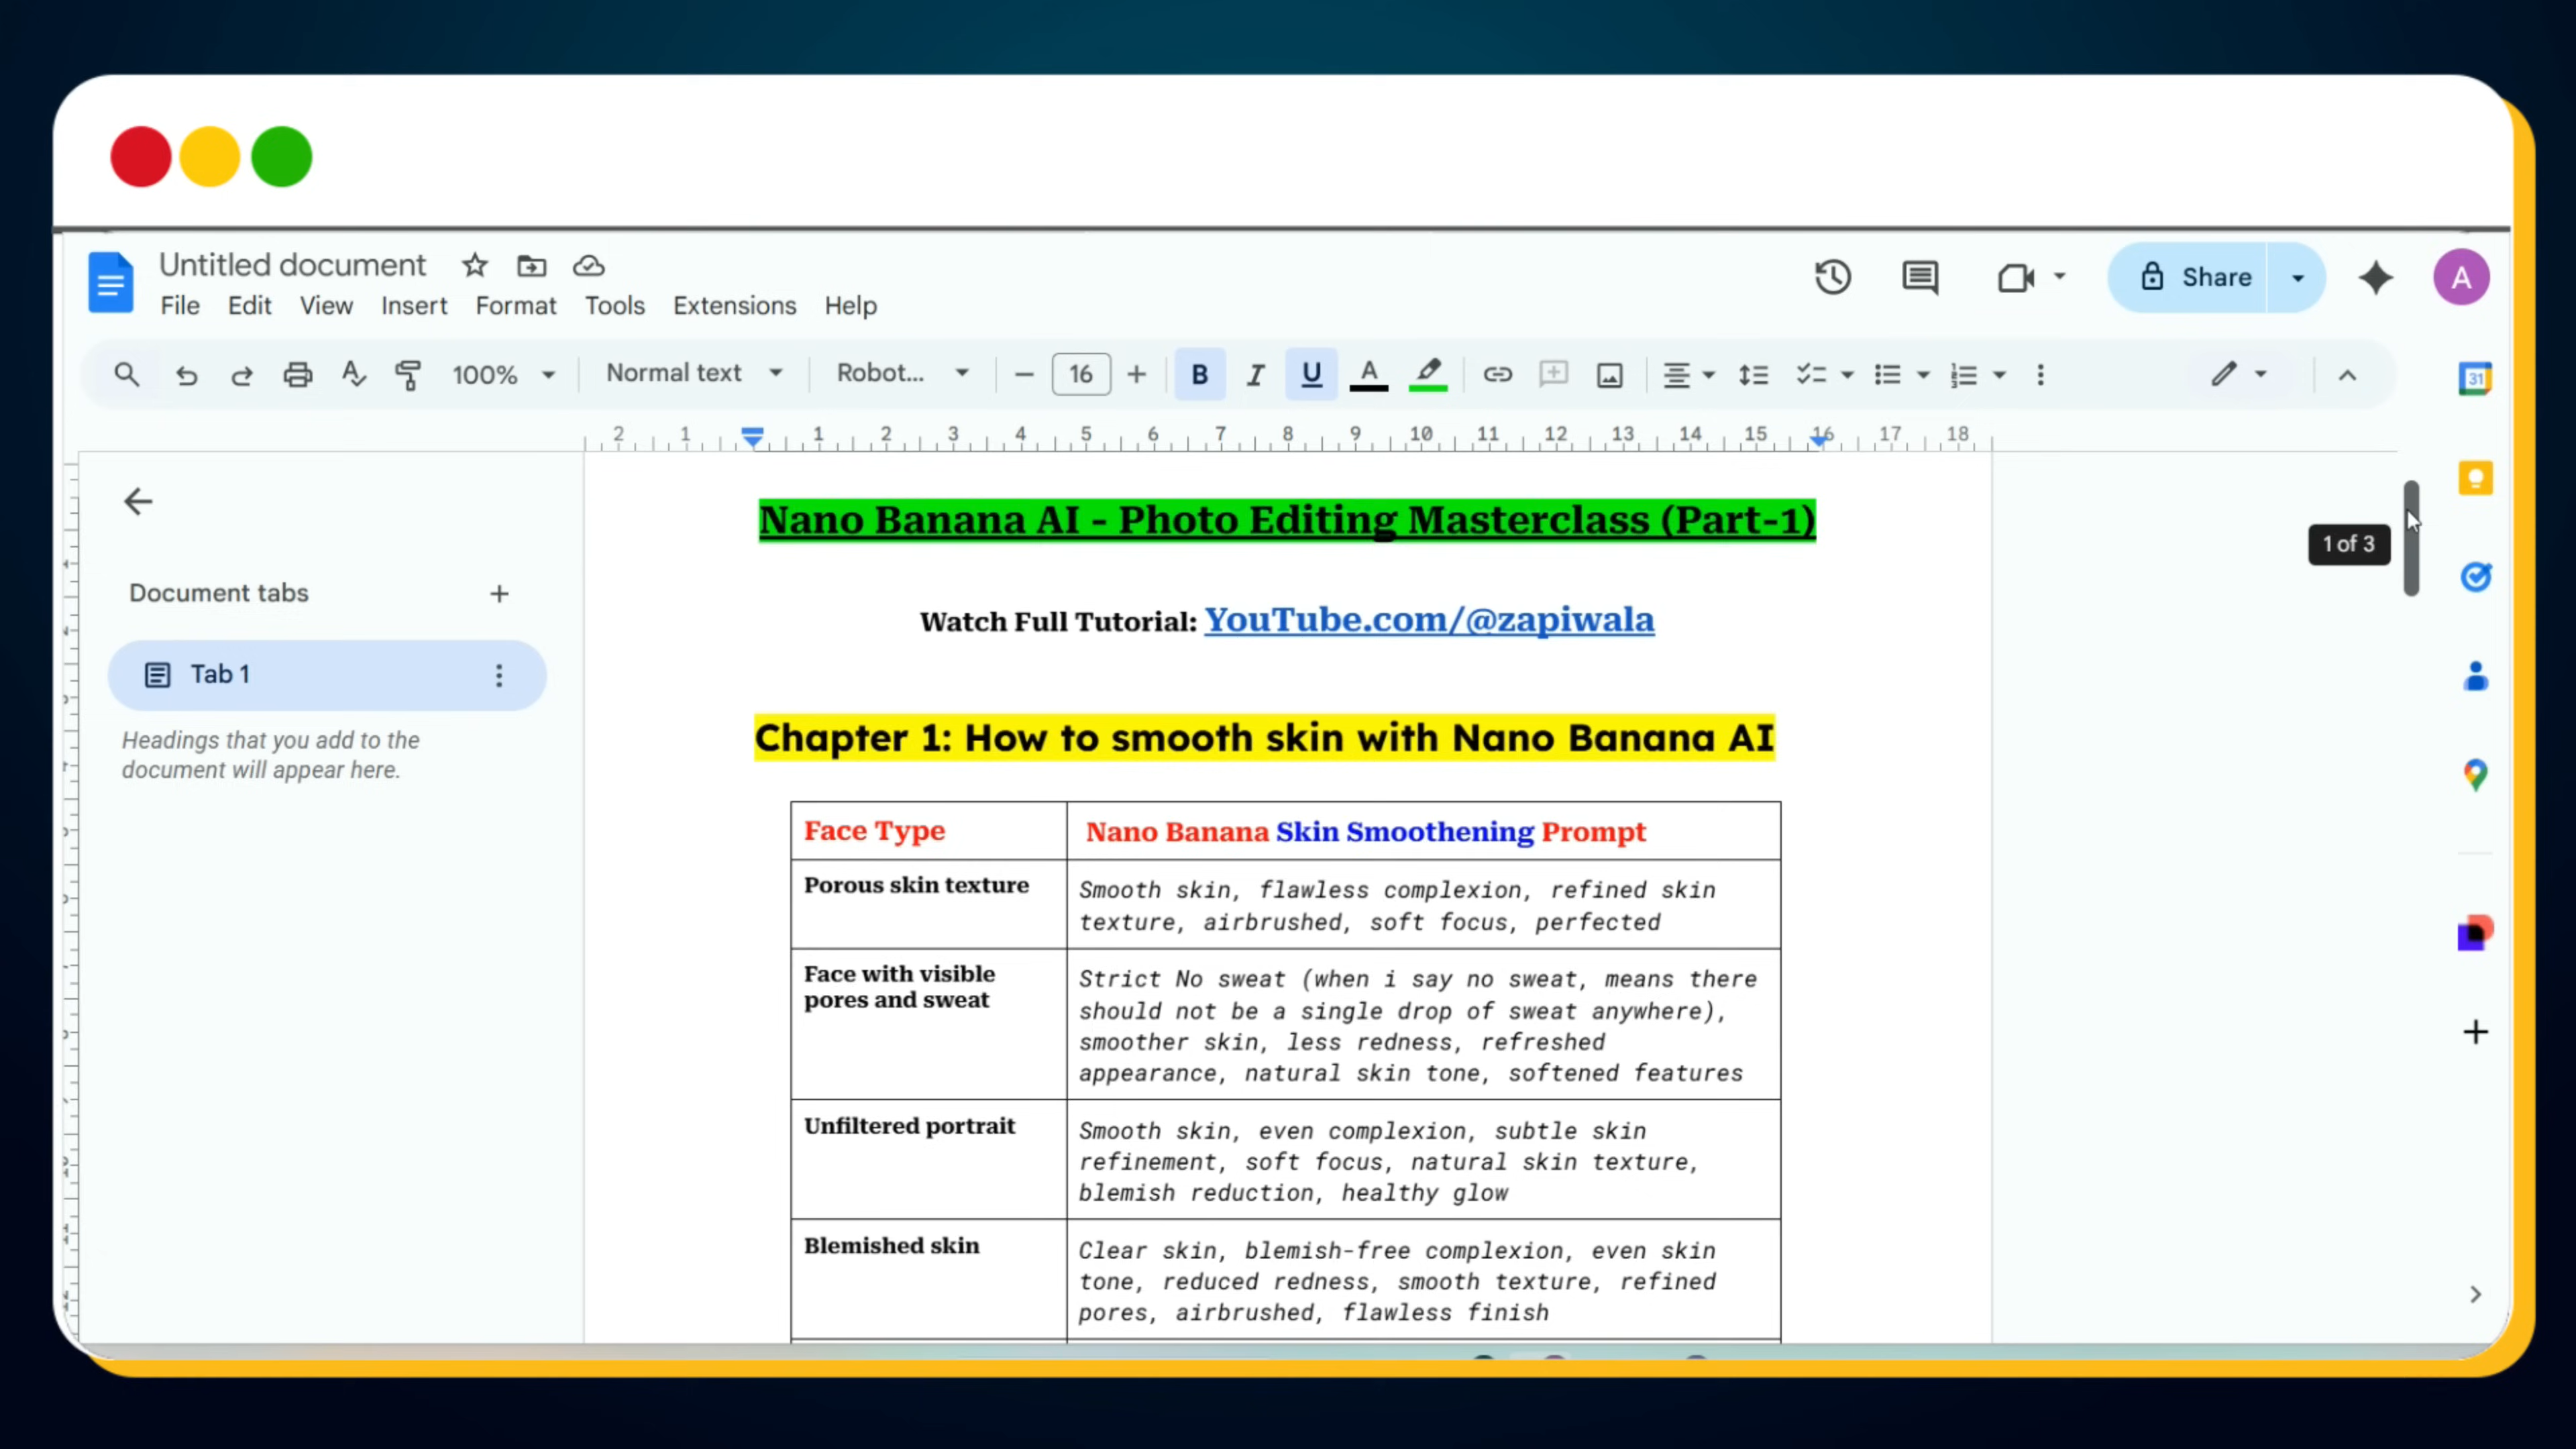 Untitled document
File Edit View Insert Format Tools Extensions Help
Share
A
100% Normal text Robot... 16 B I U A
31
2 1 1 2 3 4 5 6 7 8 9 10 11 12 13 14 15 16 17 18
Document tabs
Tab 1
Headings that you add to the
document will appear here.
Nano Banana AI - Photo Editing Masterclass (Part-1)
1 of 3
Watch Full Tutorial: YouTube.com/@zapiwala
Chapter 1: How to smooth skin with Nano Banana AI
Face Type Nano Banana Skin Smoothening Prompt
Porous skin texture
Smooth skin, flawless complexion, refined skin
texture, airbrushed, soft focus, perfected
Face with visible
pores and sweat
Strict No sweat (when i say no sweat, means there
should not be a single drop of sweat anywhere),
smoother skin, less redness, refreshed
appearance, natural skin tone, softened features
Unfiltered portrait
Smooth skin, even complexion, subtle skin
refinement, soft focus, natural skin texture,
blemish reduction, healthy glow
Blemished skin
Clear skin, blemish-free complexion, even skin
tone, reduced redness, smooth texture, refined
pores, airbrushed, flawless finish